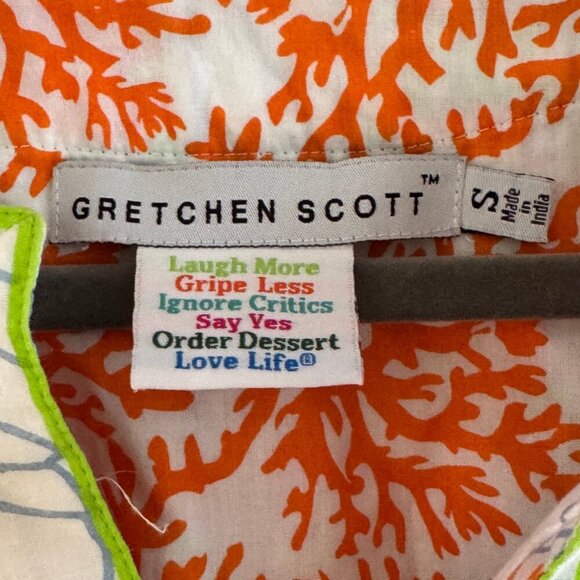 GRETCHEN SCOTT™
S
Made
in
India
Laugh More
Gripe Less
Ignore Critics
Say Yes
Order Dessert
Love Life®